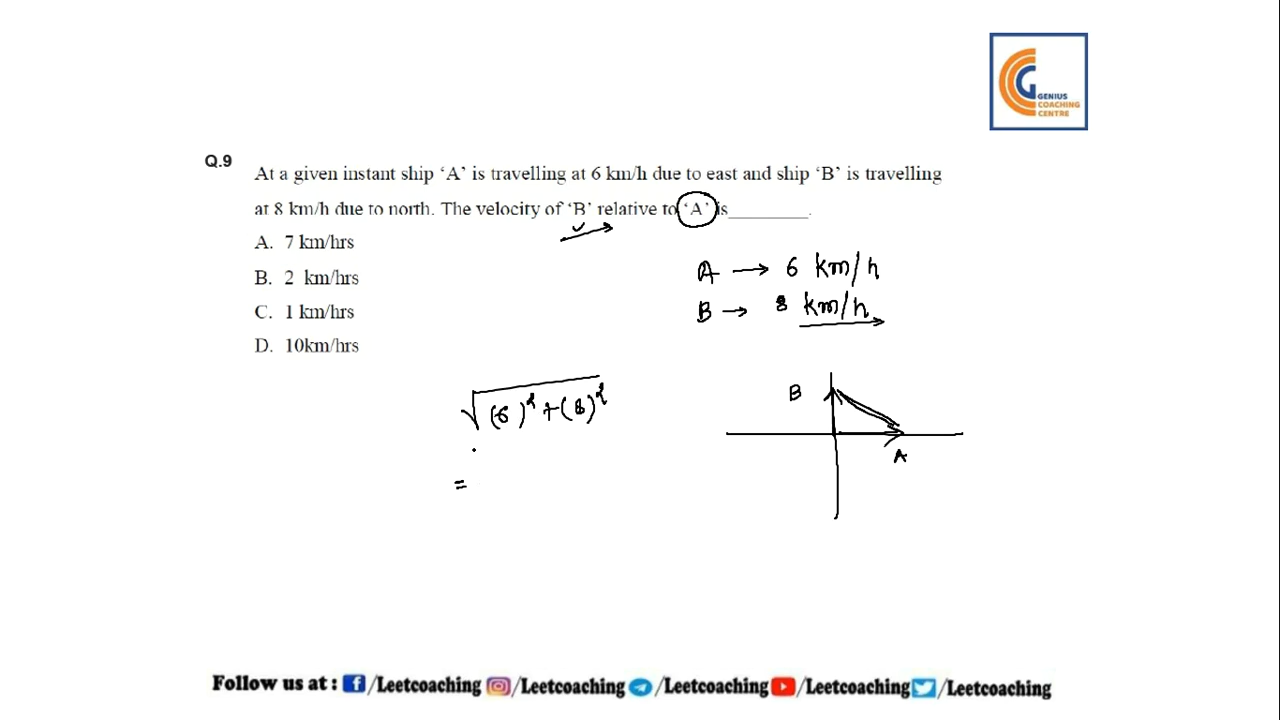 GENIUS
COACHING
CENTRE
Q.9
At a given instant ship ‘A’ is travelling at 6 km/h due to east and ship ‘B’ is travelling
at 8 km/h due to north. The velocity of ‘B’ relative to ‘A’ is_________.
A. 7 km/hrs
B. 2 km/hrs
C. 1 km/hrs
D. 10km/hrs
A → 6 km/h
B → 8 km/h
√(6)² + (8)²
=
B
A
Follow us at : /Leetcoaching /Leetcoaching /Leetcoaching /Leetcoaching /Leetcoaching